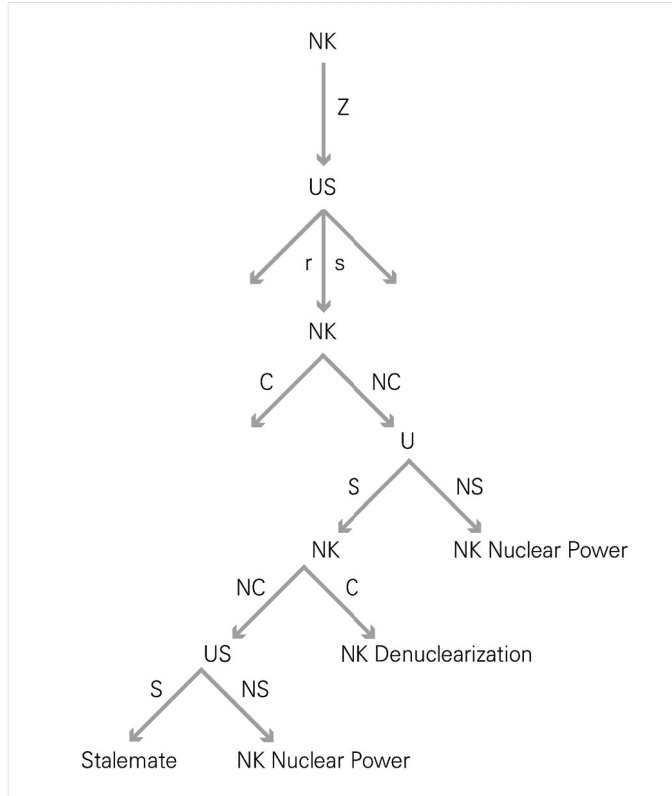 NK
Z
US
r s
NK
C NC
U
S NS
NK NK Nuclear Power
NC C
US NK Denuclearization
S NS
Stalemate NK Nuclear Power